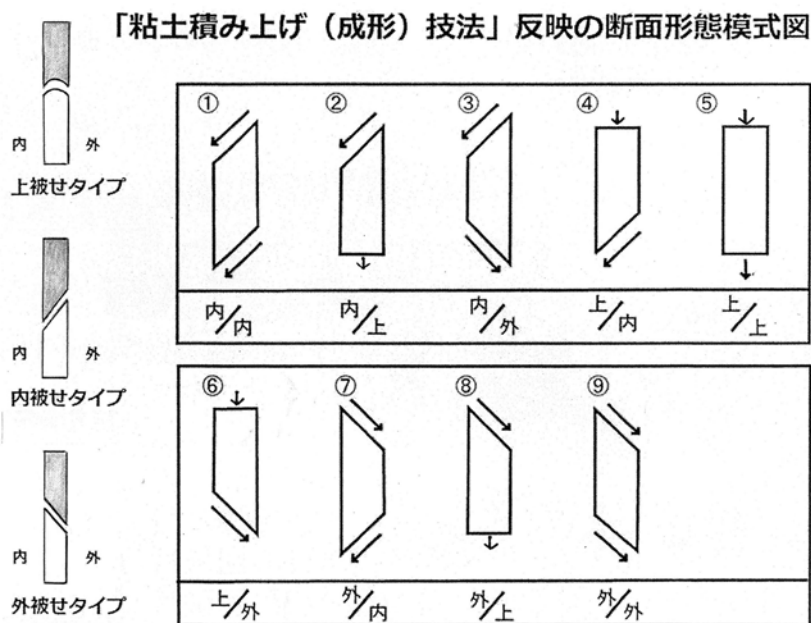 「粘土積み上げ（成形）技法」反映の断面形態模式図
内 外
上被せタイプ
内 外
内被せタイプ
内 外
外被せタイプ
① ② ③ ④ ⑤
内/内 内/上 内/外 上/内 上/上
⑥ ⑦ ⑧ ⑨
上/外 外/内 外/上 外/外